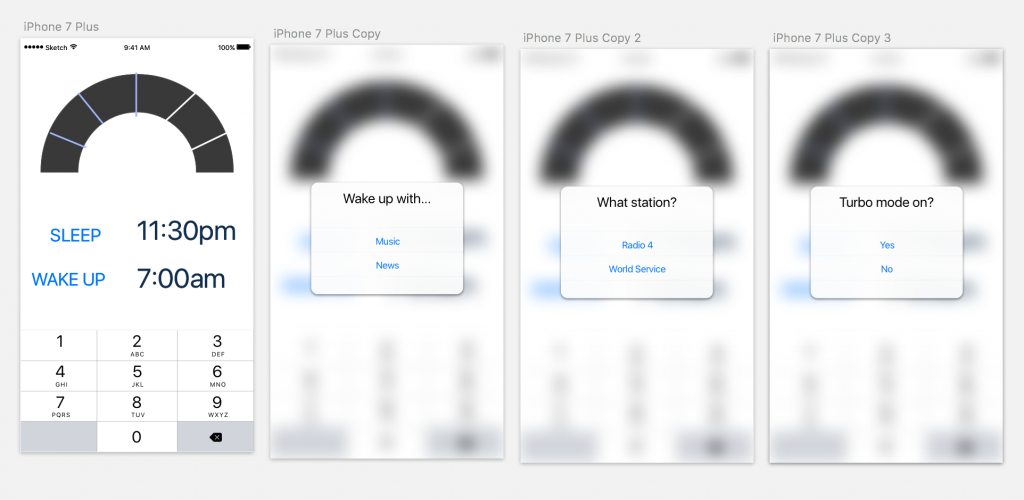 iPhone 7 Plus
Sketch 9:41 AM 100%
SLEEP 11:30pm
WAKE UP 7:00am
1 2 3
ABC DEF
4 5 6
GHI JKL MNO
7 8 9
PQRS TUV WXYZ
0
iPhone 7 Plus Copy
Wake up with...
Music
News
iPhone 7 Plus Copy 2
What station?
Radio 4
World Service
iPhone 7 Plus Copy 3
Turbo mode on?
Yes
No